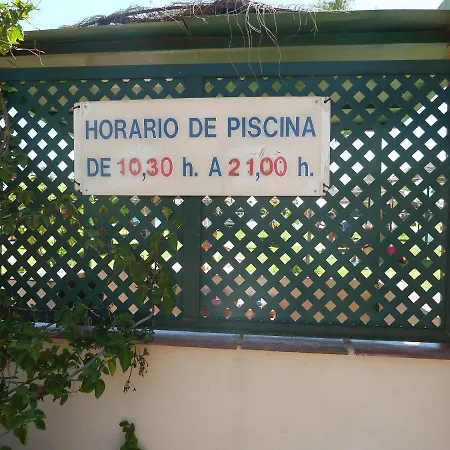 HORARIO DE PISCINA
DE 10,30 h. A 21,00 h.